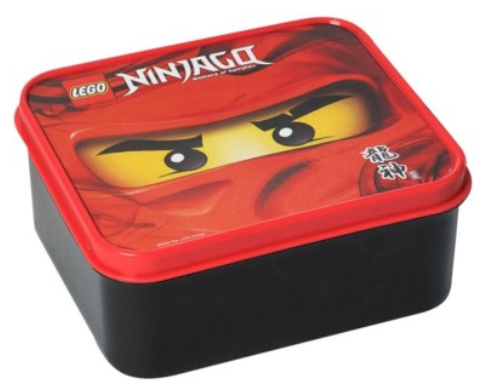 LEGO
NINJAGO
Masters of Spinjitzu
龍
神